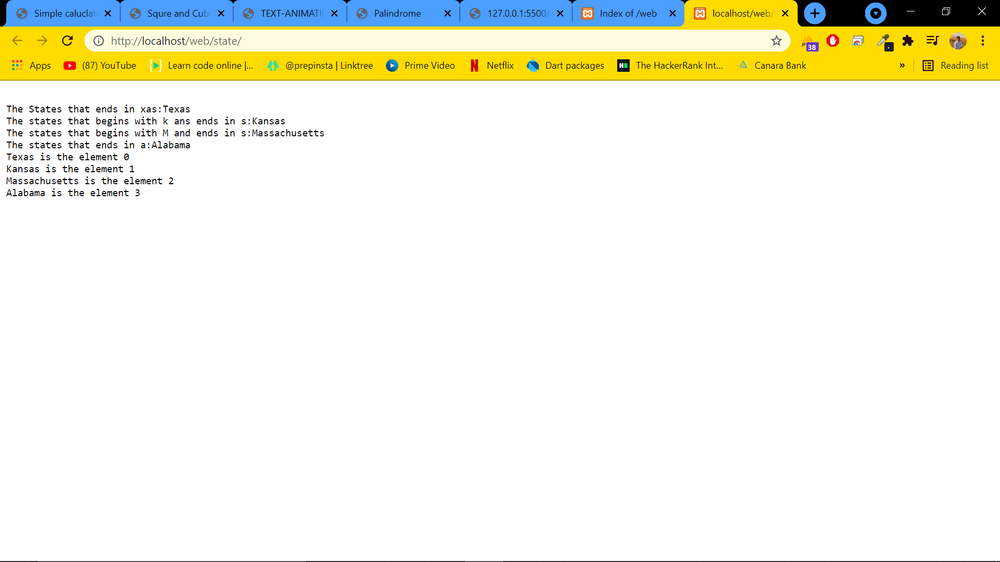 Simple caluclat
Squre and Cub
TEXT-ANIMATI
Palindrome
127.0.0.1:5500/
Index of /web
localhost/web/
http://localhost/web/state/
38
Apps
(87) YouTube
Learn code online |...
@prepinsta | Linktree
Prime Video
Netflix
Dart packages
The HackerRank Int...
Canara Bank
»
Reading list
The States that ends in xas:Texas
The states that begins with k ans ends in s:Kansas
The states that begins with M and ends in s:Massachusetts
The states that ends in a:Alabama
Texas is the element 0
Kansas is the element 1
Massachusetts is the element 2
Alabama is the element 3